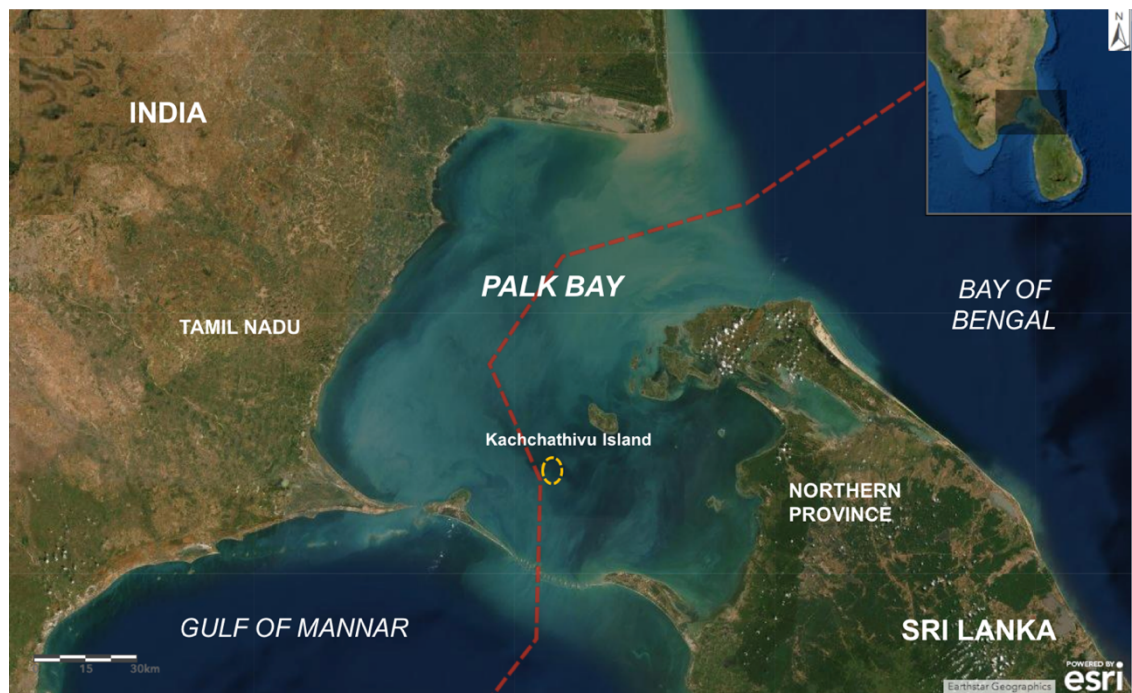 N
INDIA
PALK BAY
BAY OF
BENGAL
TAMIL NADU
Kachchathivu Island
NORTHERN
PROVINCE
GULF OF MANNAR
SRI LANKA
15 30km
POWERED BY
esri
Earthstar Geographics